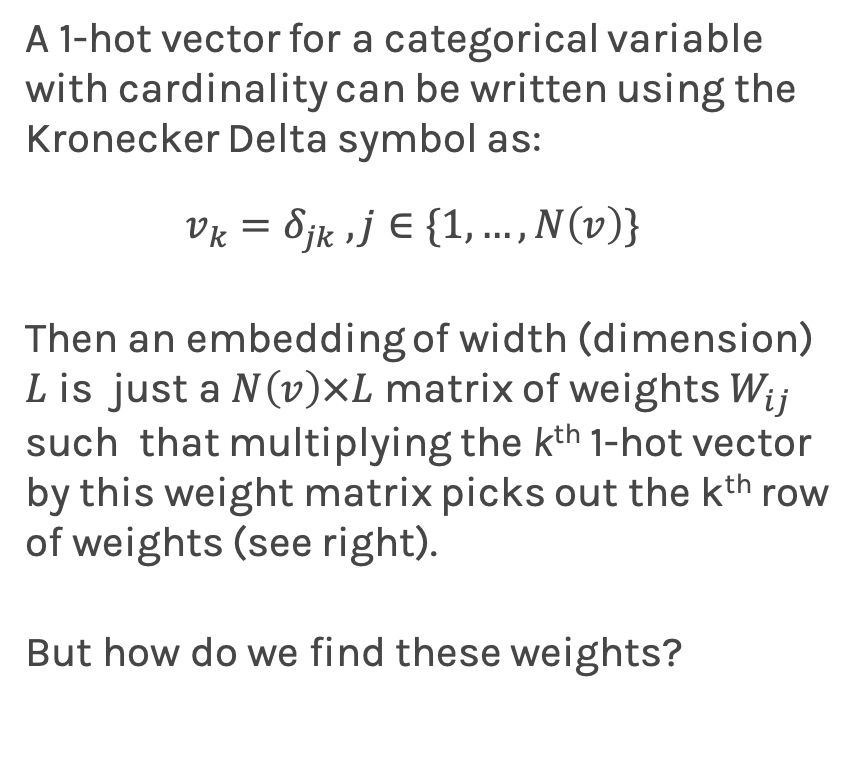 A 1-hot vector for a categorical variable
with cardinality can be written using the
Kronecker Delta symbol as:
𝑣ₖ = 𝛿ⱼₖ ,𝑗 ∈ {1, … , 𝑁(𝑣)}
Then an embedding of width (dimension)
𝐿 is just a 𝑁(𝑣)×𝐿 matrix of weights 𝑊ᵢⱼ
such that multiplying the kᵗʰ 1-hot vector
by this weight matrix picks out the kᵗʰ row
of weights (see right).
But how do we find these weights?